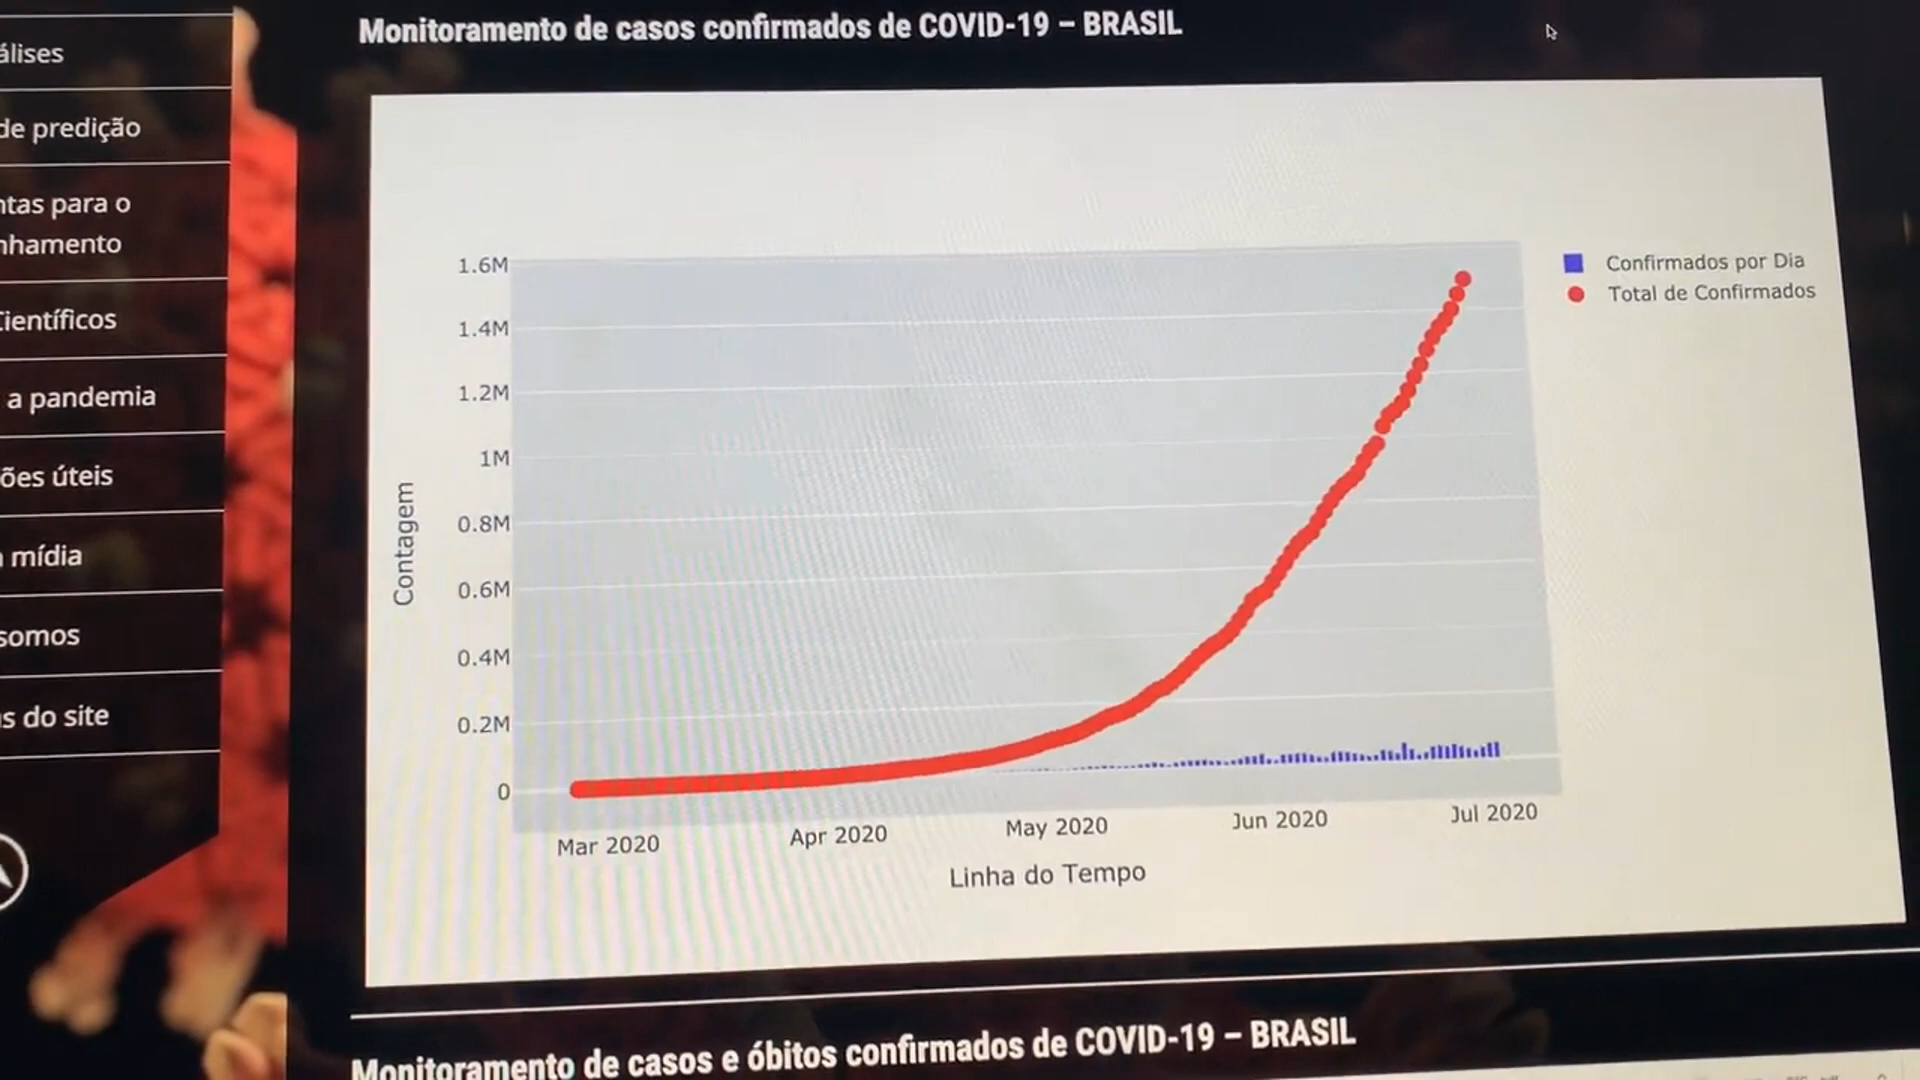 Monitoramento de casos confirmados de COVID-19 – BRASIL
álises
de predição
ntas para o
nhamento
Científicos
a pandemia
ões úteis
mídia
somos
s do site
1.6M
1.4M
1.2M
1M
0.8M
0.6M
0.4M
0.2M
0
Contagem
Confirmados por Dia
Total de Confirmados
Mar 2020
Apr 2020
May 2020
Jun 2020
Jul 2020
Linha do Tempo
Monitoramento de casos e óbitos confirmados de COVID-19 – BRASIL